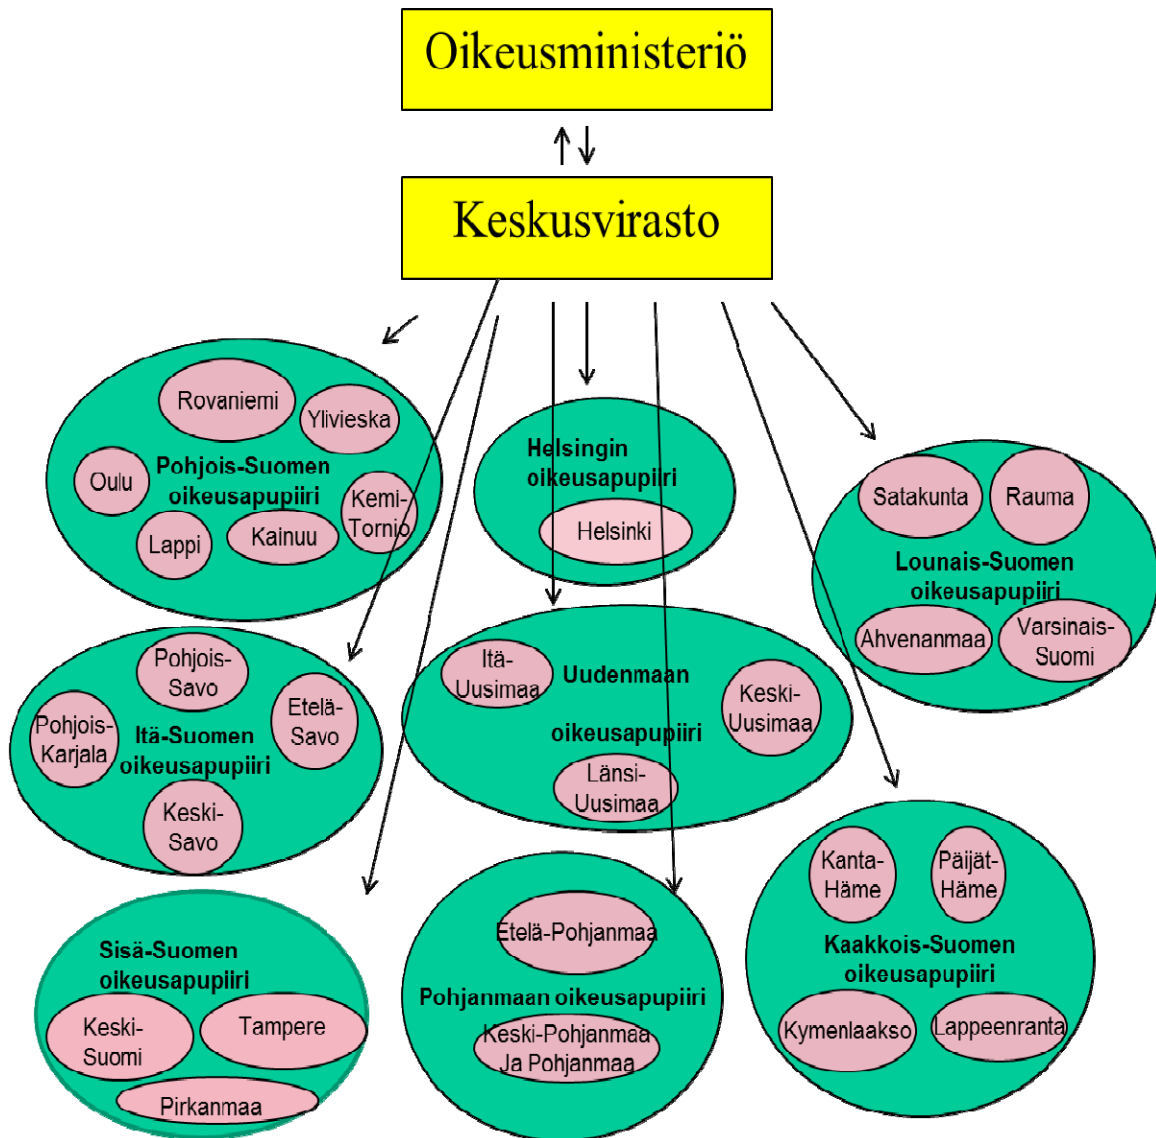 Oikeusministeriö
Keskusvirasto
Rovaniemi
Ylivieska
Pohjois-Suomen
oikeusapupiiri
Oulu
Kemi-
Tornio
Lappi
Kainuu
Helsingin
oikeusapupiiri
Helsinki
Satakunta
Rauma
Lounais-Suomen
oikeusapupiiri
Ahvenanmaa
Varsinais-
Suomi
Pohjois-
Savo
Pohjois-
Karjala
Etelä-
Savo
Itä-Suomen
oikeusapupiiri
Keski-
Savo
Itä-
Uusimaa
Uudenmaan
oikeusapupiiri
Keski-
Uusimaa
Länsi-
Uusimaa
Sisä-Suomen
oikeusapupiiri
Keski-
Suomi
Tampere
Pirkanmaa
Etelä-Pohjanmaa
Pohjanmaan oikeusapupiiri
Keski-Pohjanmaa
Ja Pohjanmaa
Kanta-
Häme
Päijät-
Häme
Kaakkois-Suomen
oikeusapupiiri
Kymenlaakso
Lappeenranta